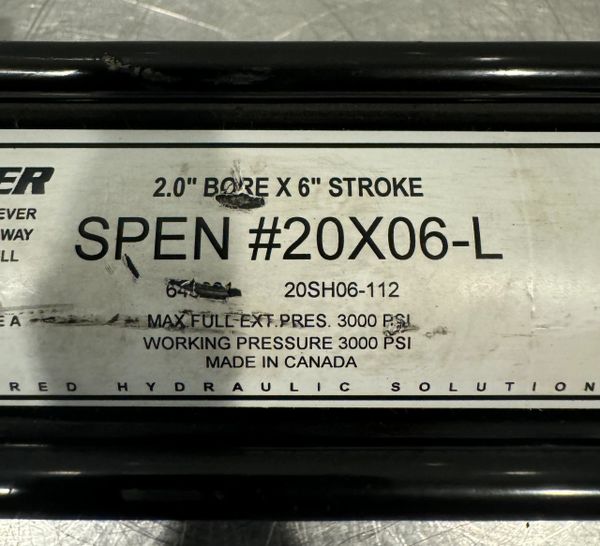 ER
2.0" BORE X 6" STROKE
EVER
WAY
LL
SPEN #20X06-L
20SH06-112
EA
MAX.FULL-EXT.PRES. 3000 PSI
WORKING PRESSURE 3000 PSI
MADE IN CANADA
RED HYDRAULIC SOLUTION